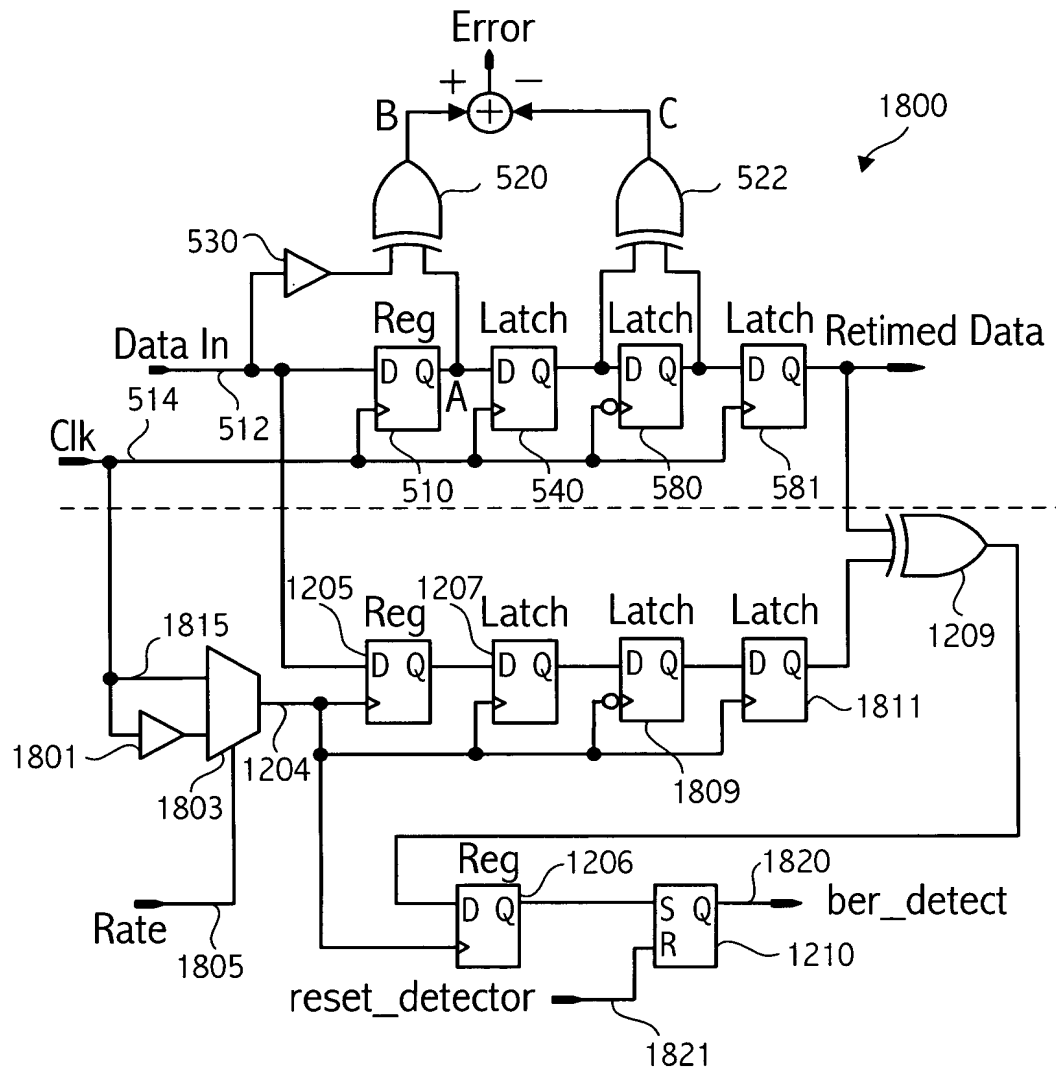 Error
+ −
B
C
1800
520
522
530
+
Reg
Latch
Latch
Latch
Data In
Retimed Data
D Q
D Q
D Q
D Q
A
514
512
Clk
510
540
580
581
1205
1207
Reg
Latch
Latch
Latch
1209
1815
D Q
D Q
D Q
D Q
1811
1801
1204
1803
1809
Reg
1206
1820
D Q
S Q
R
ber_detect
Rate
1805
1210
reset_detector
1821